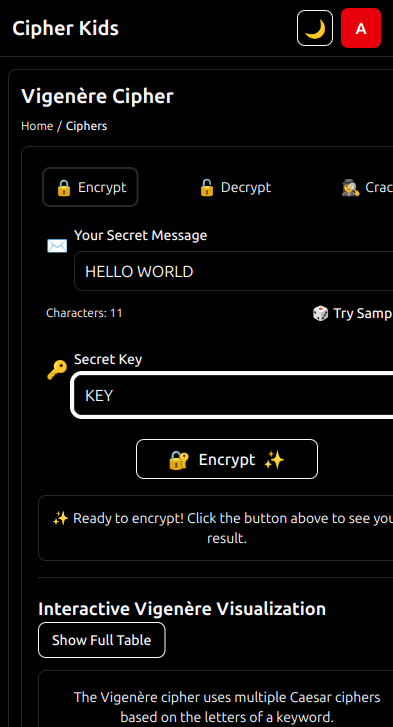 Cipher Kids
A
Vigenère Cipher
Home / Ciphers
Encrypt
Decrypt
Crac
Your Secret Message
HELLO WORLD
Characters: 11
Try Samp
Secret Key
KEY
Encrypt
Ready to encrypt! Click the button above to see you
result.
Interactive Vigenère Visualization
Show Full Table
The Vigenère cipher uses multiple Caesar ciphers
based on the letters of a keyword.